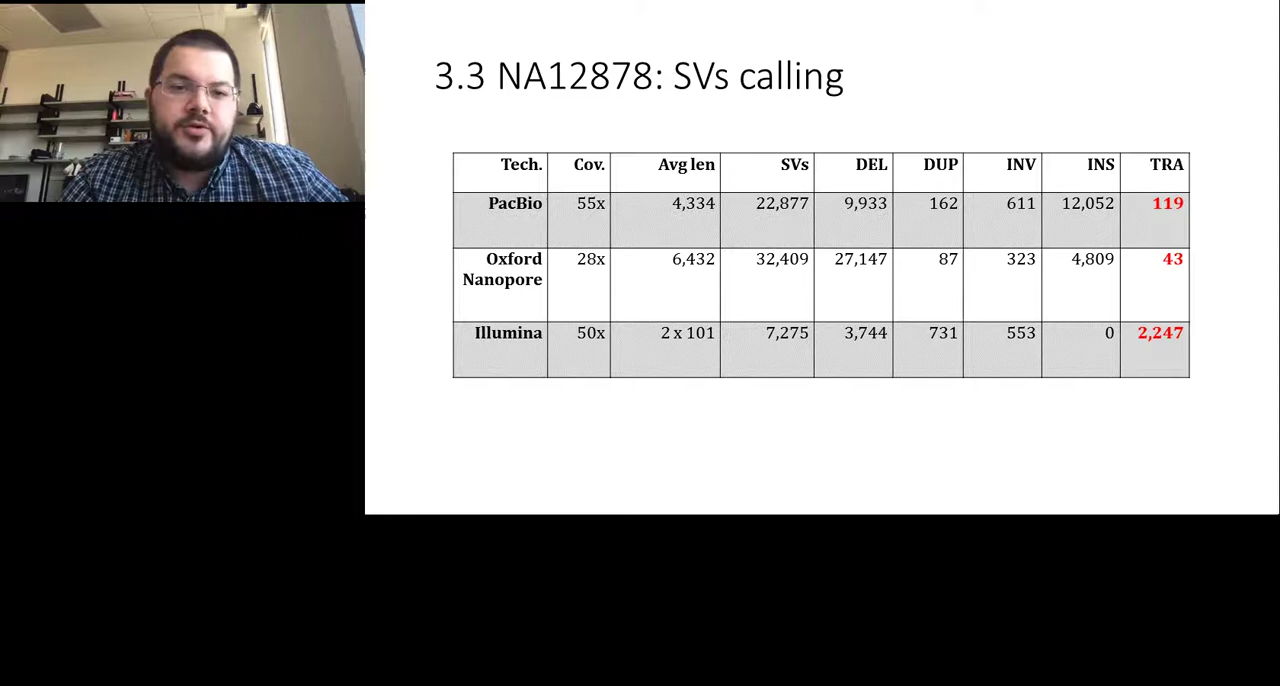 3.3 NA12878: SVs calling
Tech. Cov. Avg len SVs DEL DUP INV INS TRA
PacBio 55x 4,334 22,877 9,933 162 611 12,052 119
Oxford Nanopore 28x 6,432 32,409 27,147 87 323 4,809 43
Illumina 50x 2 x 101 7,275 3,744 731 553 0 2,247